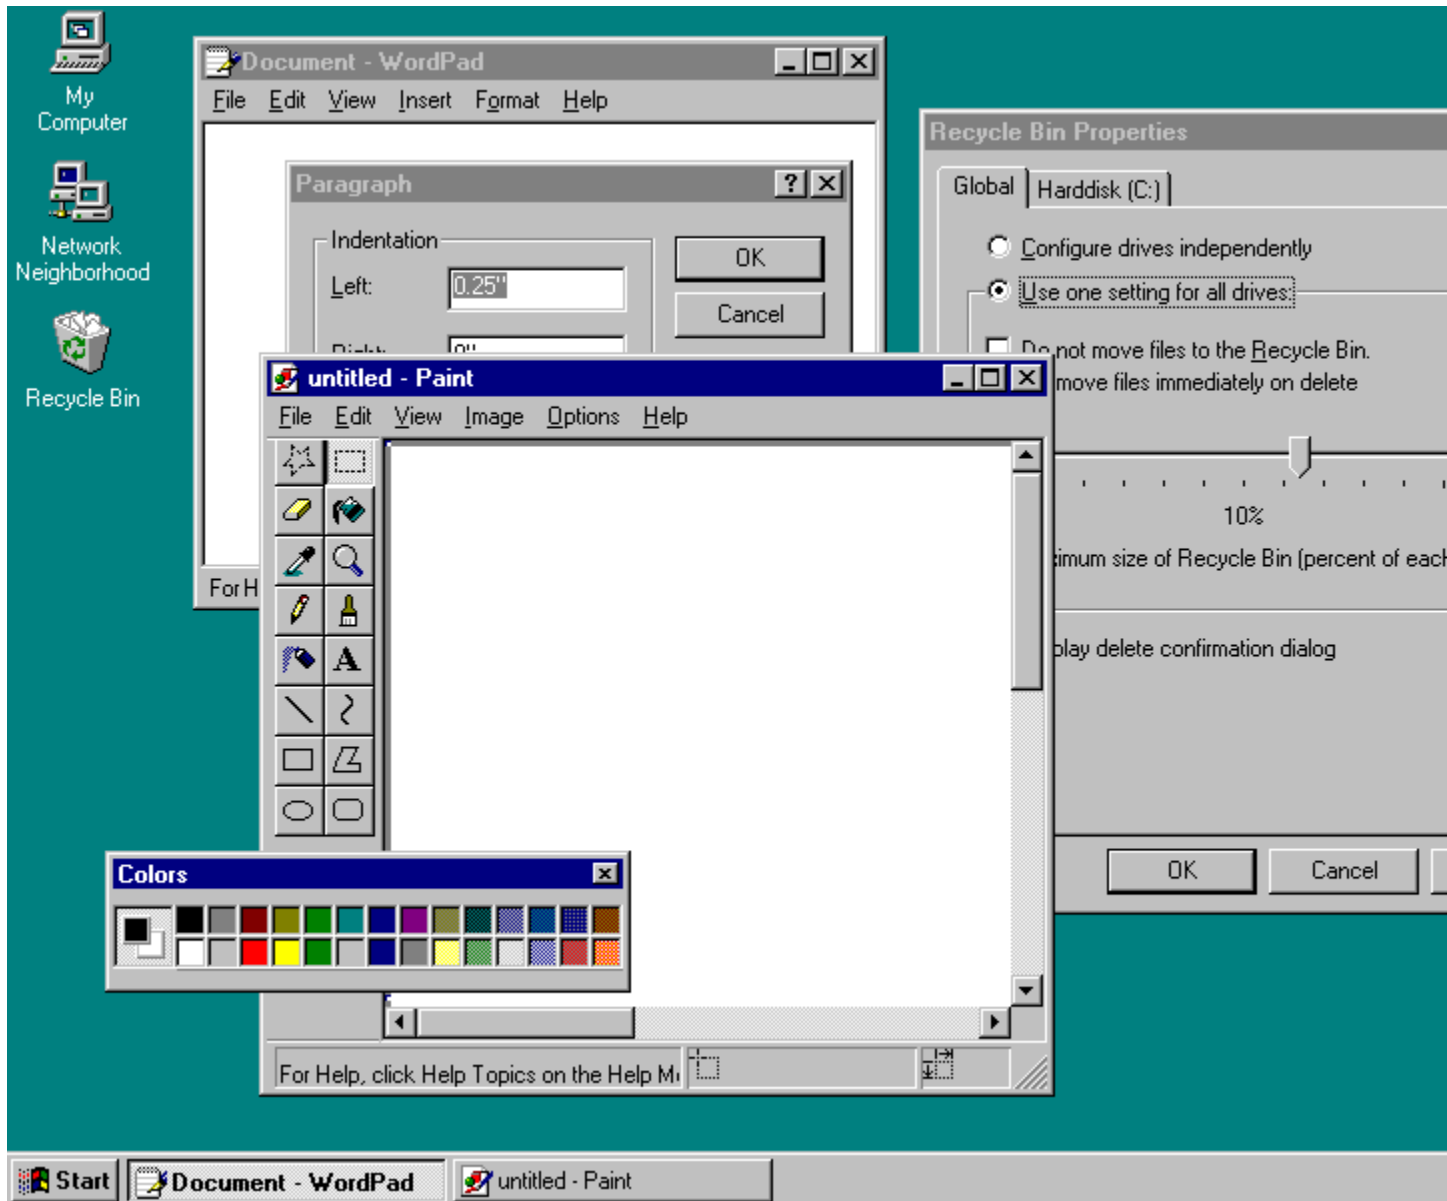 My
Computer
Network
Neighborhood
Recycle Bin
Document - WordPad
File Edit View Insert Format Help
Paragraph
Indentation
Left:
0.25"
OK
Cancel
Right:
0"
For H
Recycle Bin Properties
Global
Harddisk (C:)
Configure drives independently
Use one setting for all drives:
Do not move files to the Recycle Bin.
move files immediately on delete
10%
imum size of Recycle Bin (percent of each
play delete confirmation dialog
OK
Cancel
untitled - Paint
File Edit View Image Options Help
A
Colors
For Help, click Help Topics on the Help M
Start
Document - WordPad
untitled - Paint